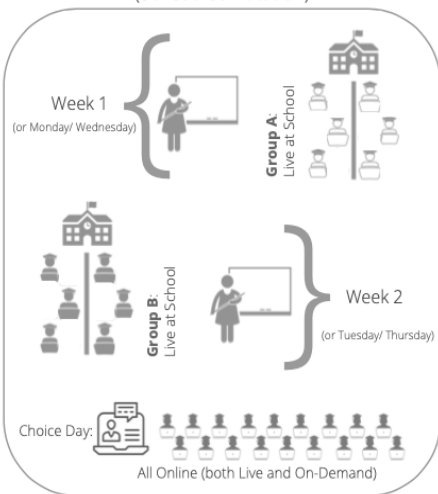 Week 1
(or Monday/ Wednesday)
Group A:
Live at School
Group B:
Live at School
Week 2
(or Tuesday/ Thursday)
Choice Day:
All Online (both Live and On-Demand)